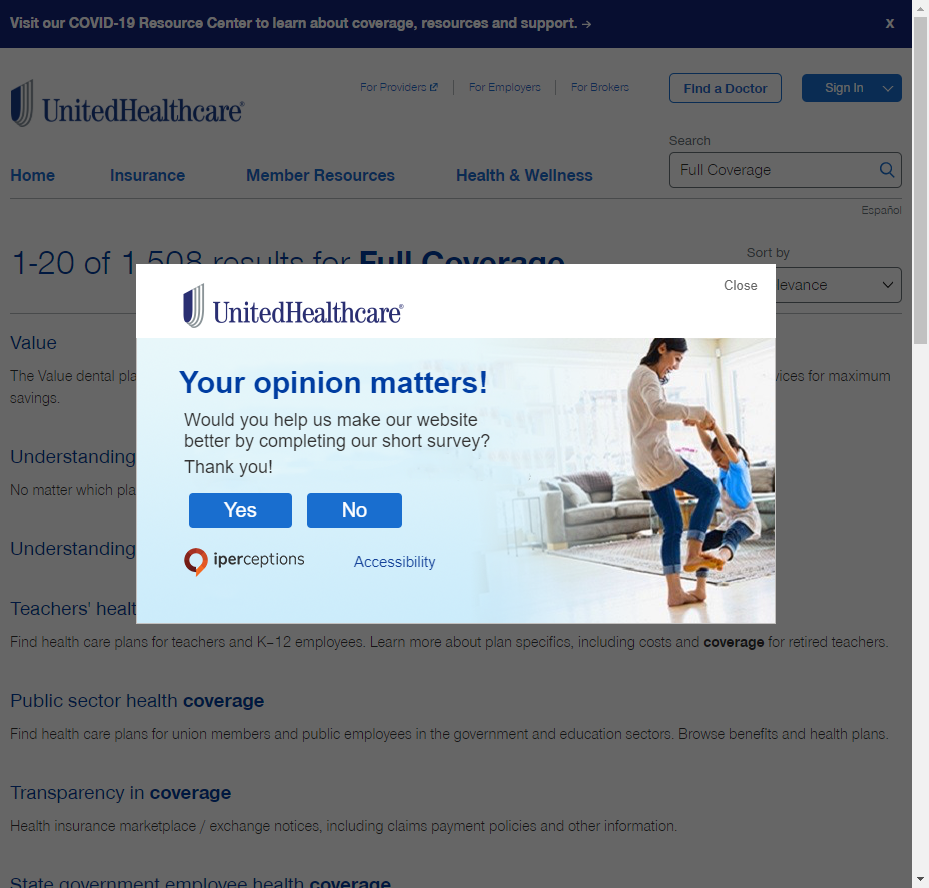 Visit our COVID-19 Resource Center to learn about coverage, resources and support. →
X
For Providers
For Employers
For Brokers
Find a Doctor
Sign In
UnitedHealthcare®
Search
Home
Insurance
Member Resources
Health & Wellness
Full Coverage
Español
1-20 of 1,508 results for Full Coverage
Sort by
levance
Value
The Value dental pla
vices for maximum
savings.
Close
UnitedHealthcare®
Your opinion matters!
Would you help us make our website
better by completing our short survey?
Thank you!
Yes
No
iperceptions
Accessibility
Understanding
No matter which pla
Understanding
Teachers' healt
Find health care plans for teachers and K–12 employees. Learn more about plan specifics, including costs and coverage for retired teachers.
Public sector health coverage
Find health care plans for union members and public employees in the government and education sectors. Browse benefits and health plans.
Transparency in coverage
Health insurance marketplace / exchange notices, including claims payment policies and other information.
State government employee health coverage